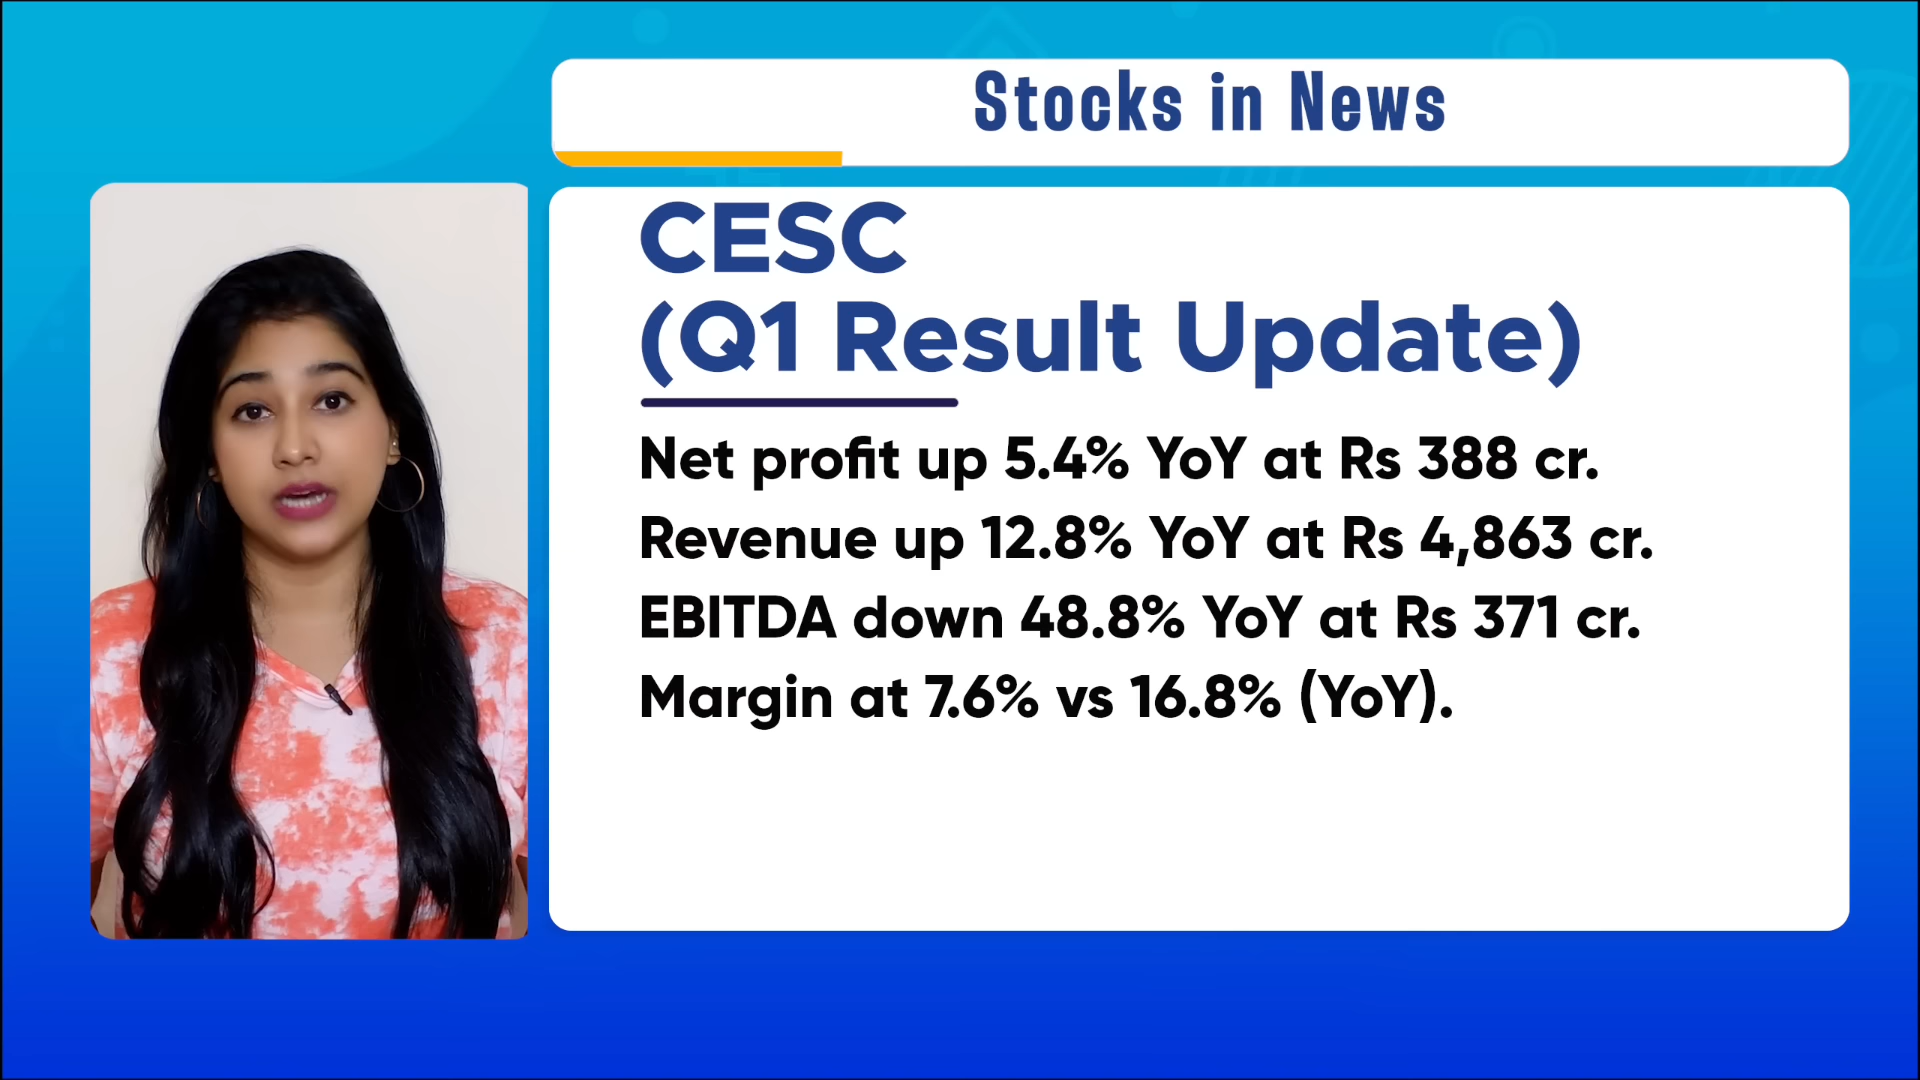 Stocks in News
CESC
(Q1 Result Update)
Net profit up 5.4% YoY at Rs 388 cr.
Revenue up 12.8% YoY at Rs 4,863 cr.
EBITDA down 48.8% YoY at Rs 371 cr.
Margin at 7.6% vs 16.8% (YoY).